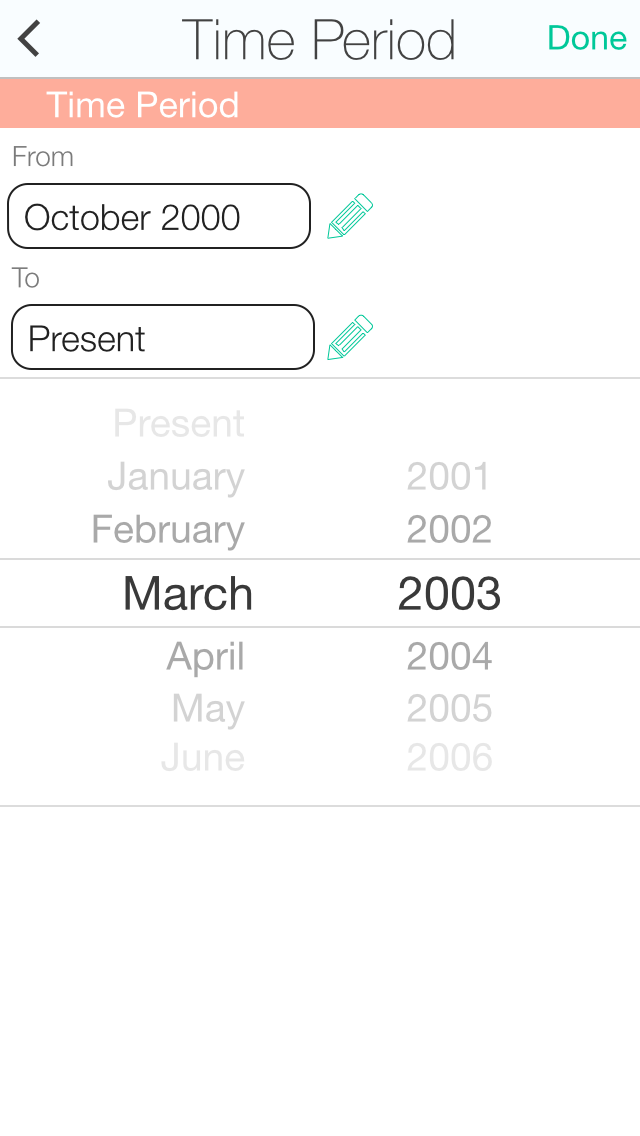 Time Period Done
Time Period
From
October 2000
To
Present
Present
January 2001
February 2002
March 2003
April 2004
May 2005
June 2006